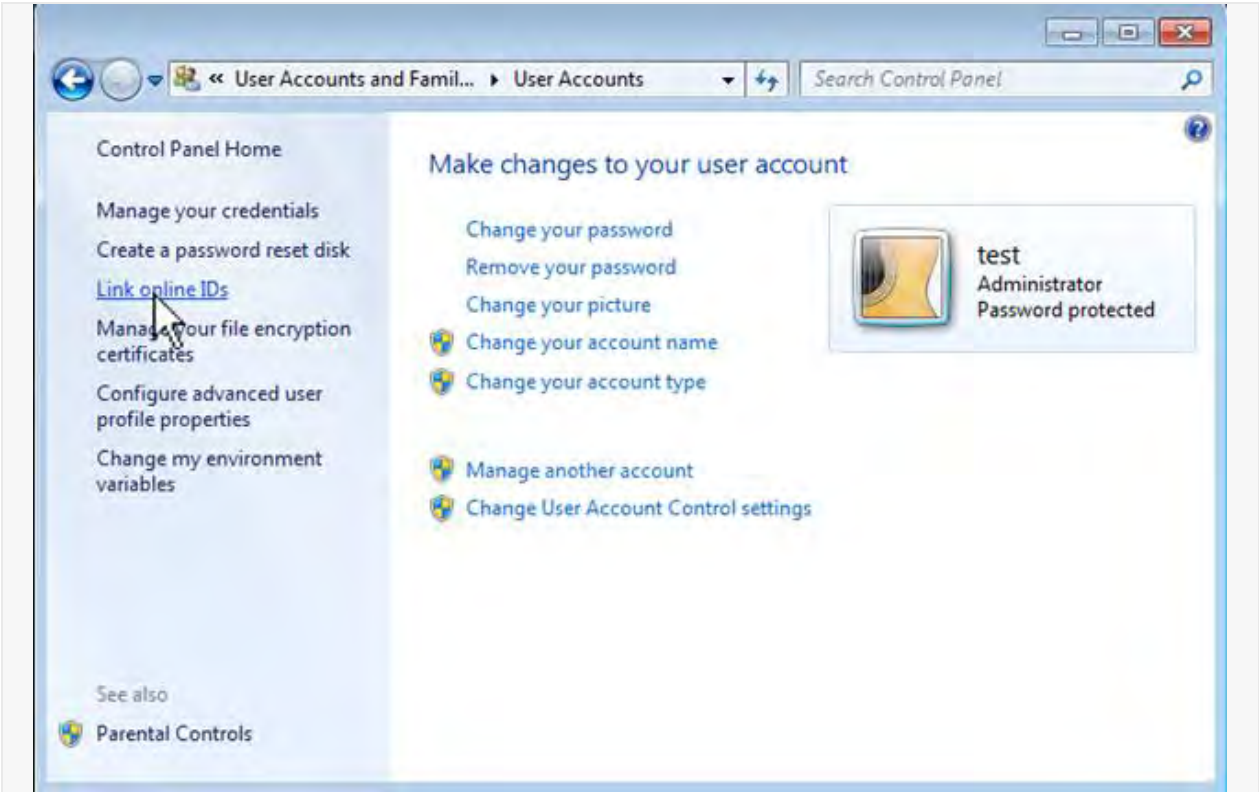 « User Accounts and Famil... ▸ User Accounts
Search Control Panel
Control Panel Home
Manage your credentials
Create a password reset disk
Link online IDs
Manage your file encryption
certificates
Configure advanced user
profile properties
Change my environment
variables
See also
Parental Controls
Make changes to your user account
Change your password
Remove your password
Change your picture
Change your account name
Change your account type
Manage another account
Change User Account Control settings
test
Administrator
Password protected